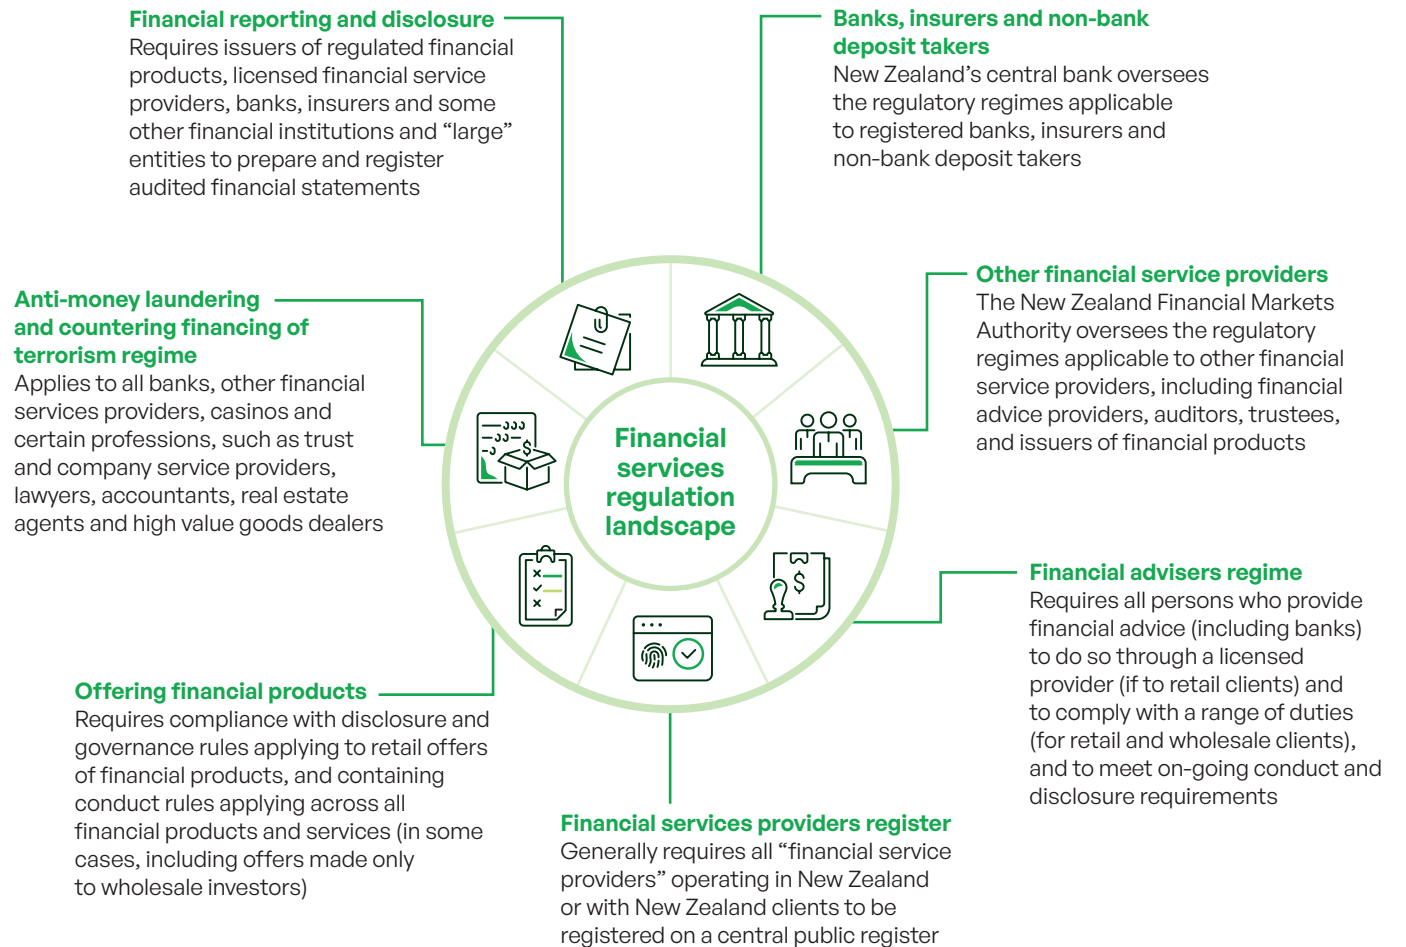 Financial reporting and disclosure
Requires issuers of regulated financial
products, licensed financial service
providers, banks, insurers and some
other financial institutions and “large”
entities to prepare and register
audited financial statements
Banks, insurers and non-bank
deposit takers
New Zealand’s central bank oversees
the regulatory regimes applicable
to registered banks, insurers and
non-bank deposit takers
Other financial service providers
The New Zealand Financial Markets
Authority oversees the regulatory
regimes applicable to other financial
service providers, including financial
advice providers, auditors, trustees,
and issuers of financial products
Anti-money laundering
and countering financing of
terrorism regime
Applies to all banks, other financial
services providers, casinos and
certain professions, such as trust
and company service providers,
lawyers, accountants, real estate
agents and high value goods dealers
Financial
services
regulation
landscape
Financial advisers regime
Requires all persons who provide
financial advice (including banks)
to do so through a licensed
provider (if to retail clients) and
to comply with a range of duties
(for retail and wholesale clients),
and to meet on-going conduct and
disclosure requirements
Offering financial products
Requires compliance with disclosure and
governance rules applying to retail offers
of financial products, and containing
conduct rules applying across all
financial products and services (in some
cases, including offers made only
to wholesale investors)
Financial services providers register
Generally requires all “financial service
providers” operating in New Zealand
or with New Zealand clients to be
registered on a central public register